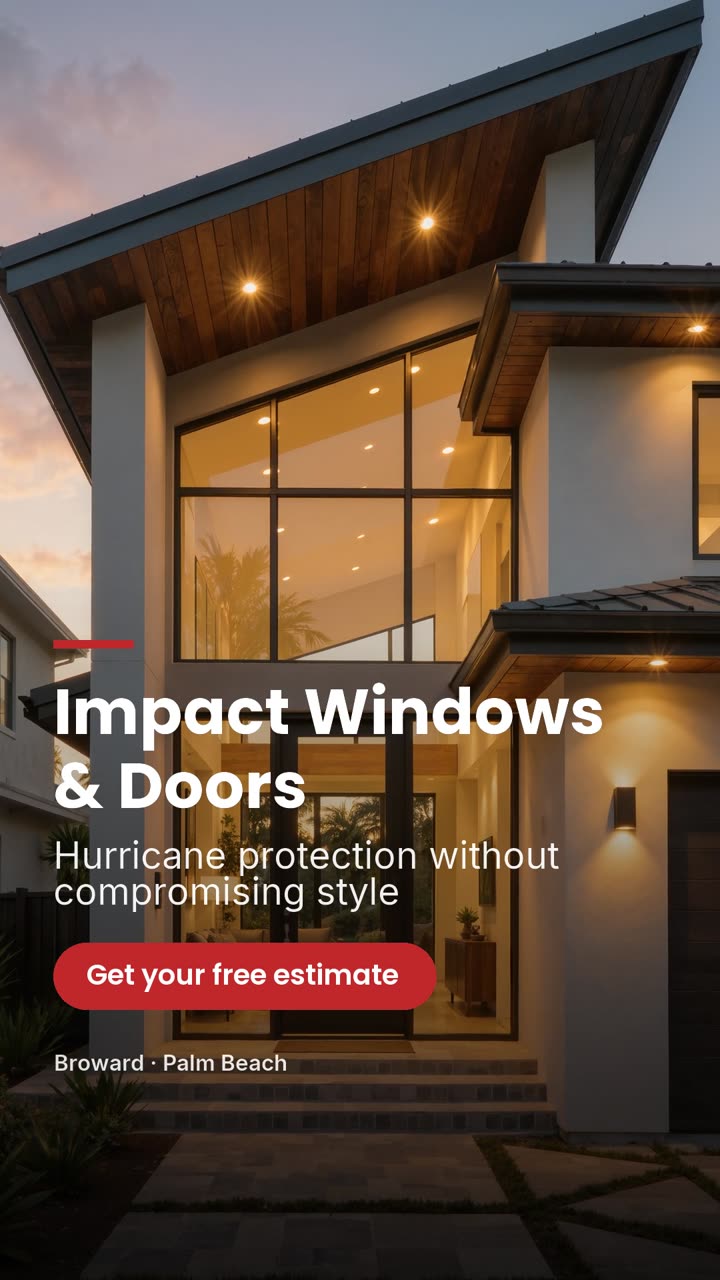 Impact Windows
& Doors
Hurricane protection without
compromising style
Get your free estimate
Broward · Palm Beach